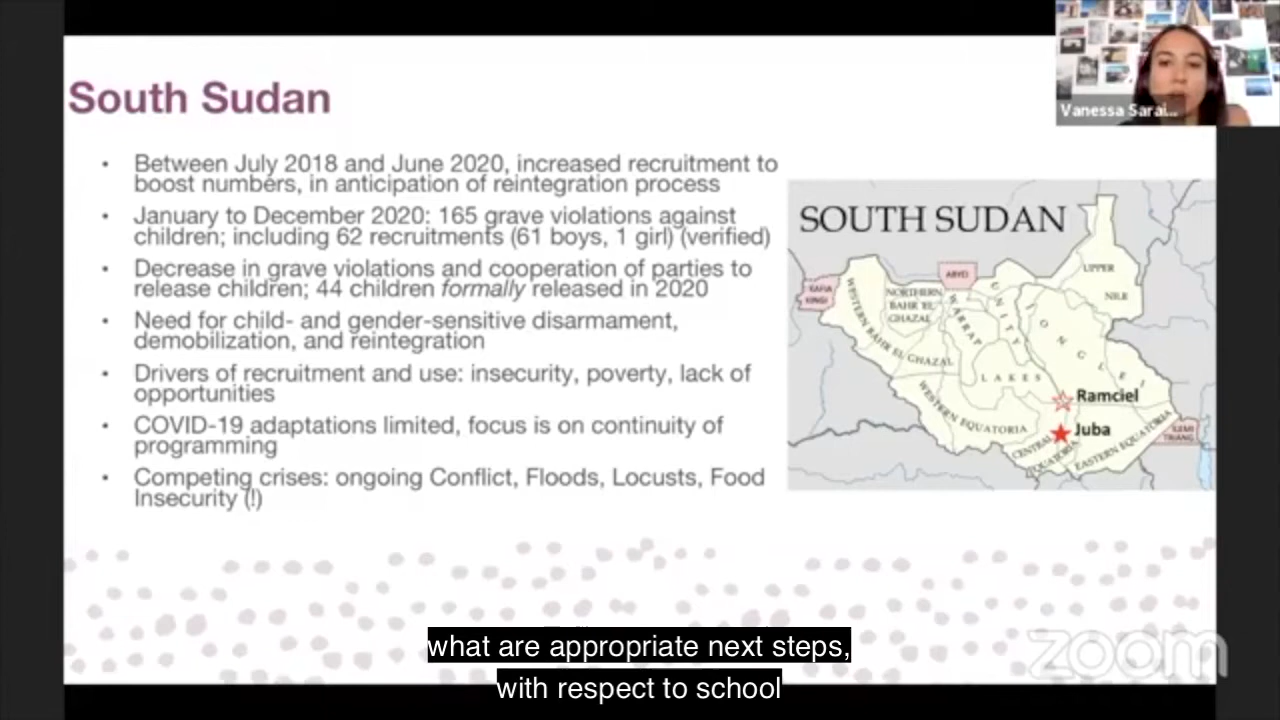 Vanessa Sarai...
South Sudan
• Between July 2018 and June 2020, increased recruitment to
boost numbers, in anticipation of reintegration process
• January to December 2020: 165 grave violations against
children; including 62 recruitments (61 boys, 1 girl) (verified)
• Decrease in grave violations and cooperation of parties to
release children; 44 children formally released in 2020
• Need for child- and gender-sensitive disarmament,
demobilization, and reintegration
• Drivers of recruitment and use: insecurity, poverty, lack of
opportunities
• COVID-19 adaptations limited, focus is on continuity of
programming
• Competing crises: ongoing Conflict, Floods, Locusts, Food
Insecurity (!)
SOUTH SUDAN
UPPER
NILE
ABYEI
KAFIA
KINGI
NORTHERN
BAHR EL
GHAZAL
WESTERN BAHR EL GHAZAL
WARRAP
UNITY
JONGLEI
LAKES
Ramciel
WESTERN EQUATORIA
Juba
CENTRAL
EQUATORIA
EASTERN EQUATORIA
ILEMI
TRIANG.
zoom
what are appropriate next steps,
with respect to school